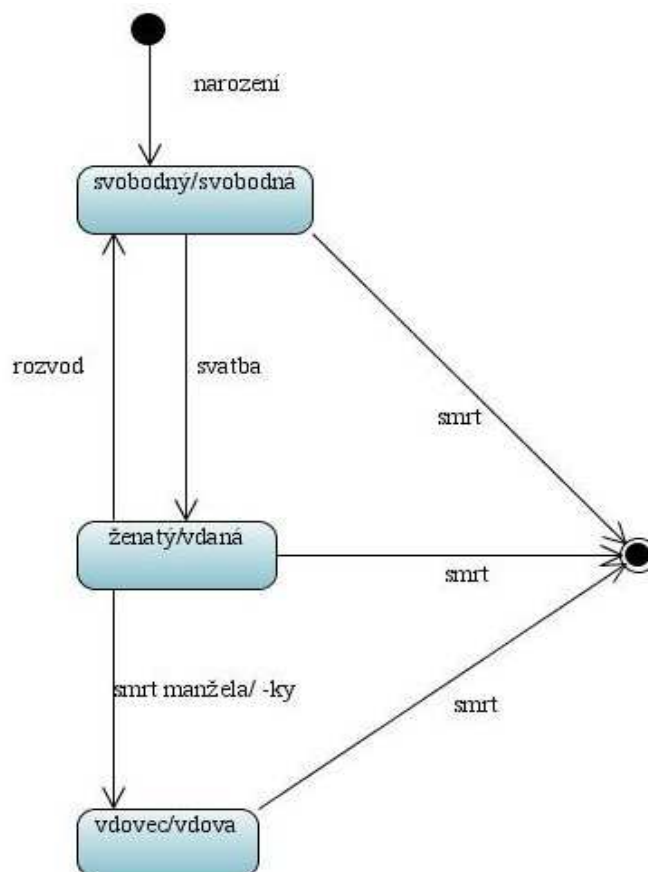 narození
svobodný/svobodná
rozvod
svatba
smrt
ženatý/vdaná
smrt
smrt manžela/ -ky
smrt
vdovec/vdova